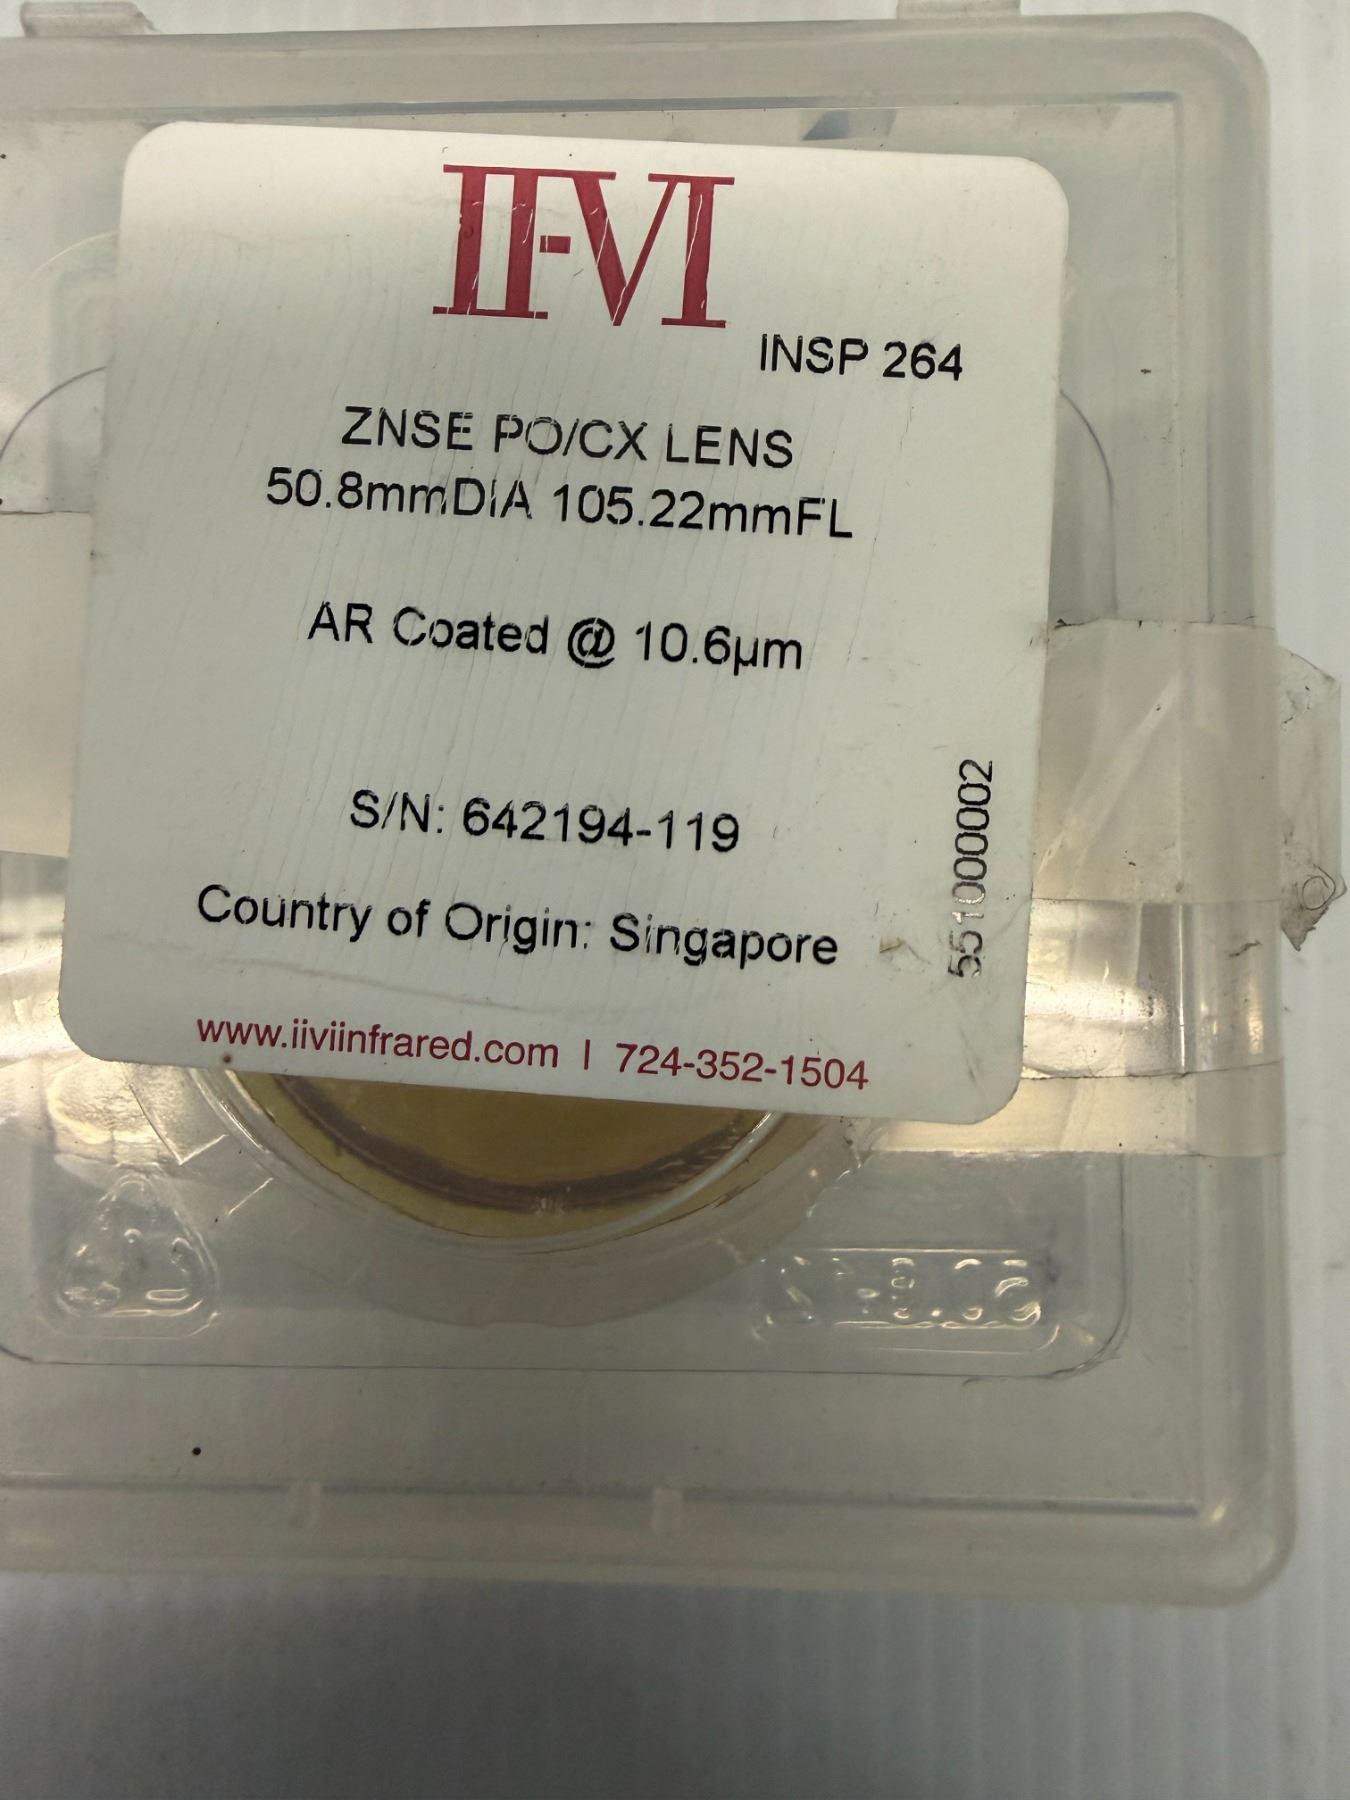 II-VI
INSP 264
ZNSE PO/CX LENS
50.8mmDIA 105.22mmFL
AR Coated @ 10.6µm
S/N: 642194-119
Country of Origin: Singapore
5510000002
www.iiviinfrared.com | 724-352-1504